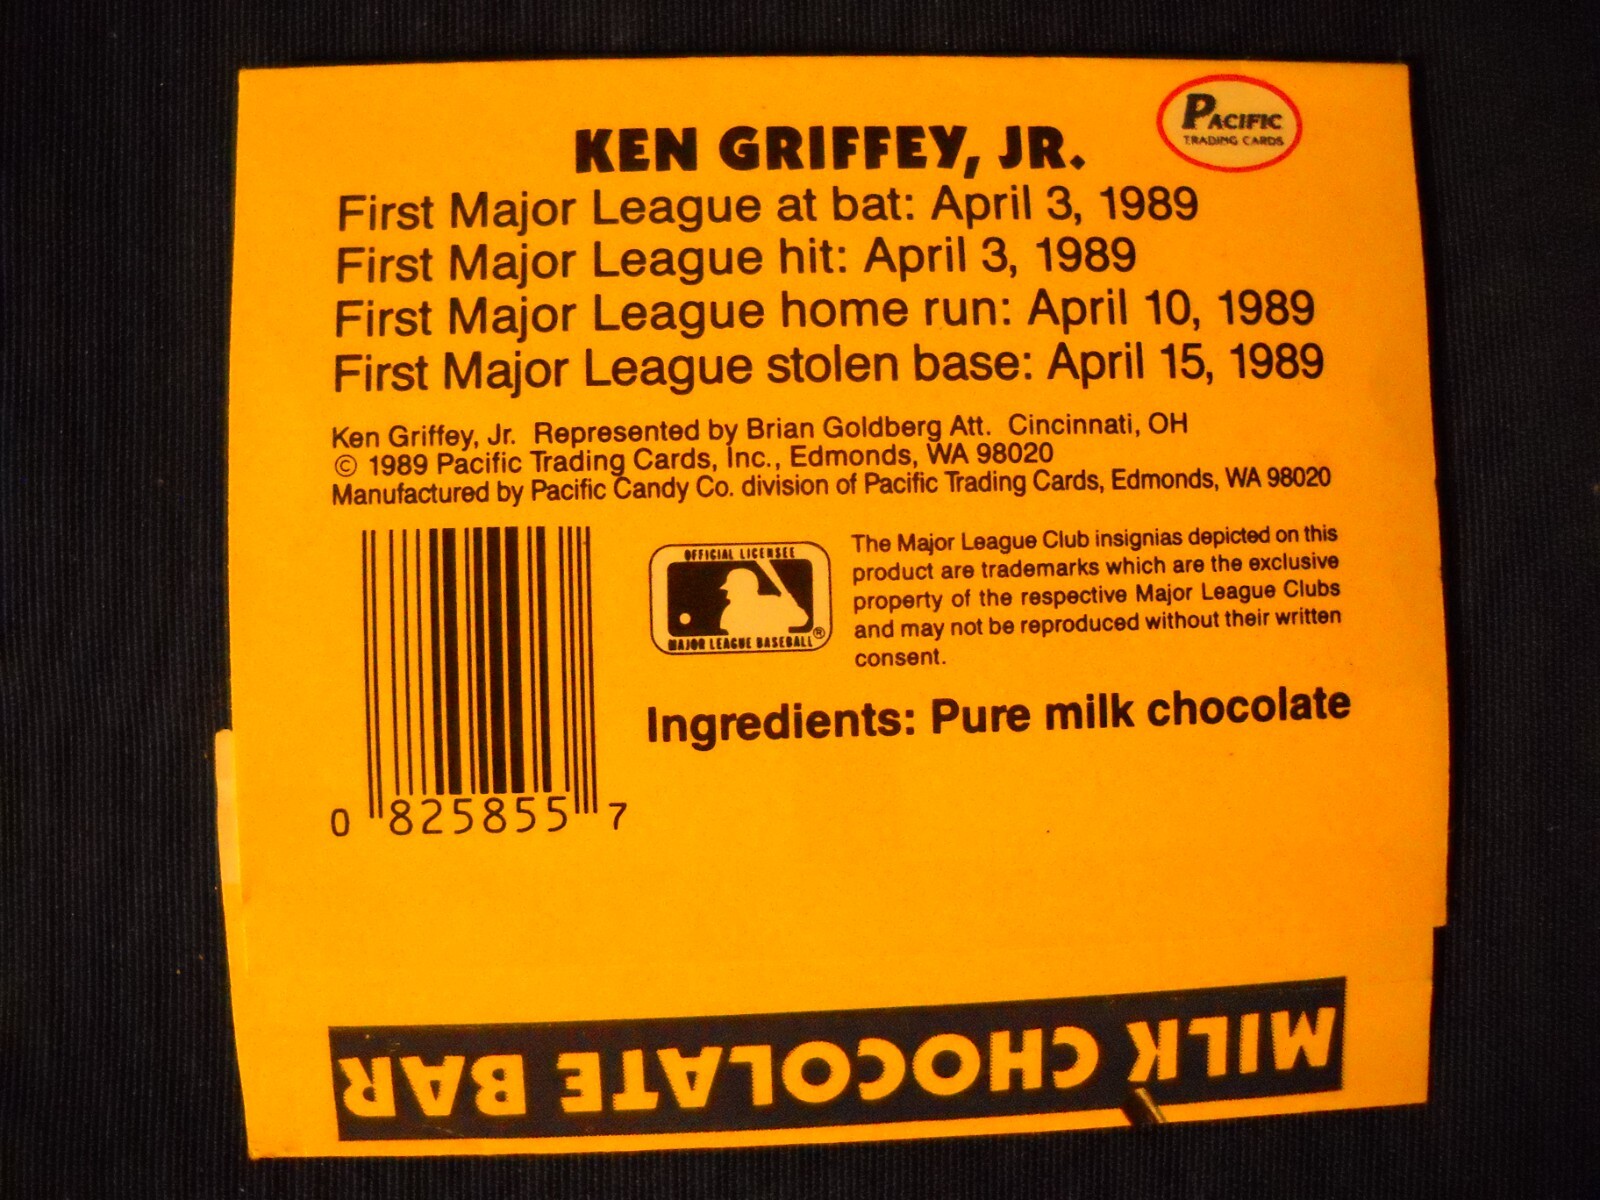 PACIFIC
TRADING CARDS
KEN GRIFFEY, JR.
First Major League at bat: April 3, 1989
First Major League hit: April 3, 1989
First Major League home run: April 10, 1989
First Major League stolen base: April 15, 1989
Ken Griffey, Jr. Represented by Brian Goldberg Att. Cincinnati, OH
© 1989 Pacific Trading Cards, Inc., Edmonds, WA 98020
Manufactured by Pacific Candy Co. division of Pacific Trading Cards, Edmonds, WA 98020
OFFICIAL LICENSEE
MAJOR LEAGUE BASEBALL®
The Major League Club insignias depicted on this
product are trademarks which are the exclusive
property of the respective Major League Clubs
and may not be reproduced without their written
consent.
Ingredients: Pure milk chocolate
0 825855 7
MILK CHOCOLATE BAR